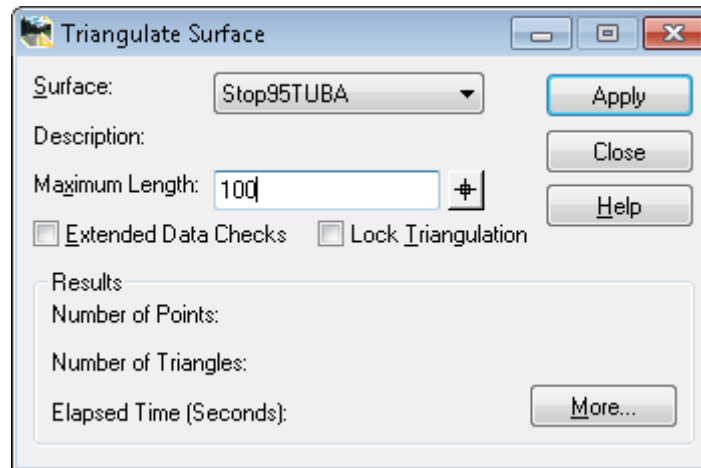 Triangulate Surface
Surface: Stop95TUBA Apply
Description: Close
Maximum Length: 100 Help
Extended Data Checks Lock Triangulation
Results
Number of Points:
Number of Triangles:
Elapsed Time (Seconds): More...